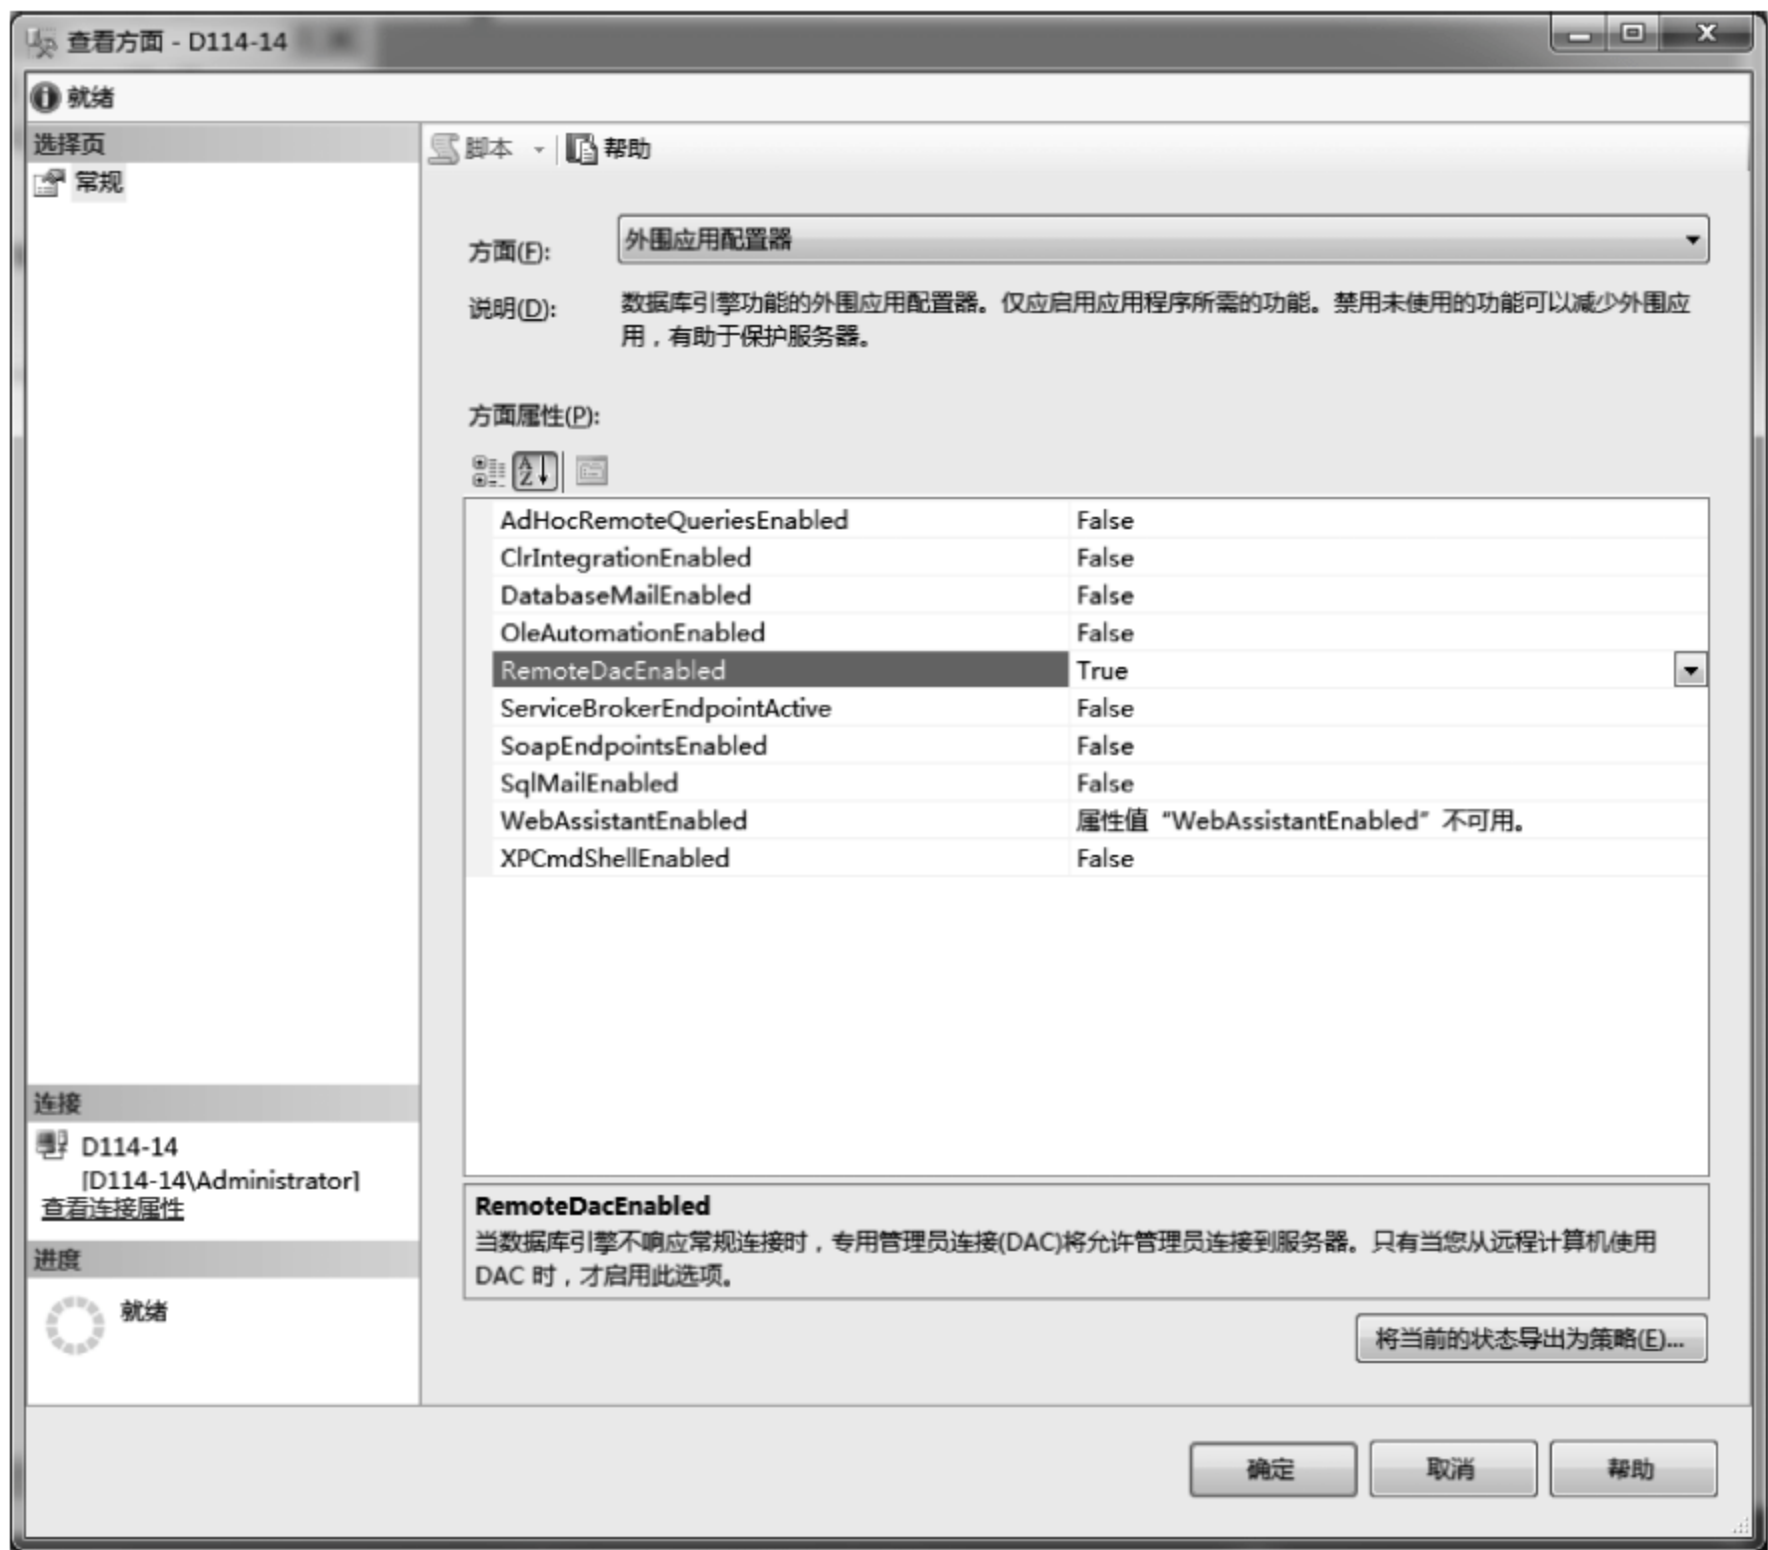 查看方面 - D114-14
就绪
选择页
常规
脚本
帮助
方面(F):
外围应用配置器
说明(D):
数据库引擎功能的外围应用配置器。仅应启用应用程序所需的功能。禁用未使用的功能可以减少外围应
用，有助于保护服务器。
方面属性(P):
AdHocRemoteQueriesEnabled False
ClrIntegrationEnabled False
DatabaseMailEnabled False
OleAutomationEnabled False
RemoteDacEnabled True
ServiceBrokerEndpointActive False
SoapEndpointsEnabled False
SqlMailEnabled False
WebAssistantEnabled 属性值 “WebAssistantEnabled” 不可用。
XPCmdShellEnabled False
连接
D114-14
[D114-14\Administrator]
查看连接属性
进度
就绪
RemoteDacEnabled
当数据库引擎不响应常规连接时，专用管理员连接(DAC)将允许管理员连接到服务器。只有当您从远程计算机使用
DAC 时，才启用此选项。
将当前的状态导出为策略(E)...
确定
取消
帮助